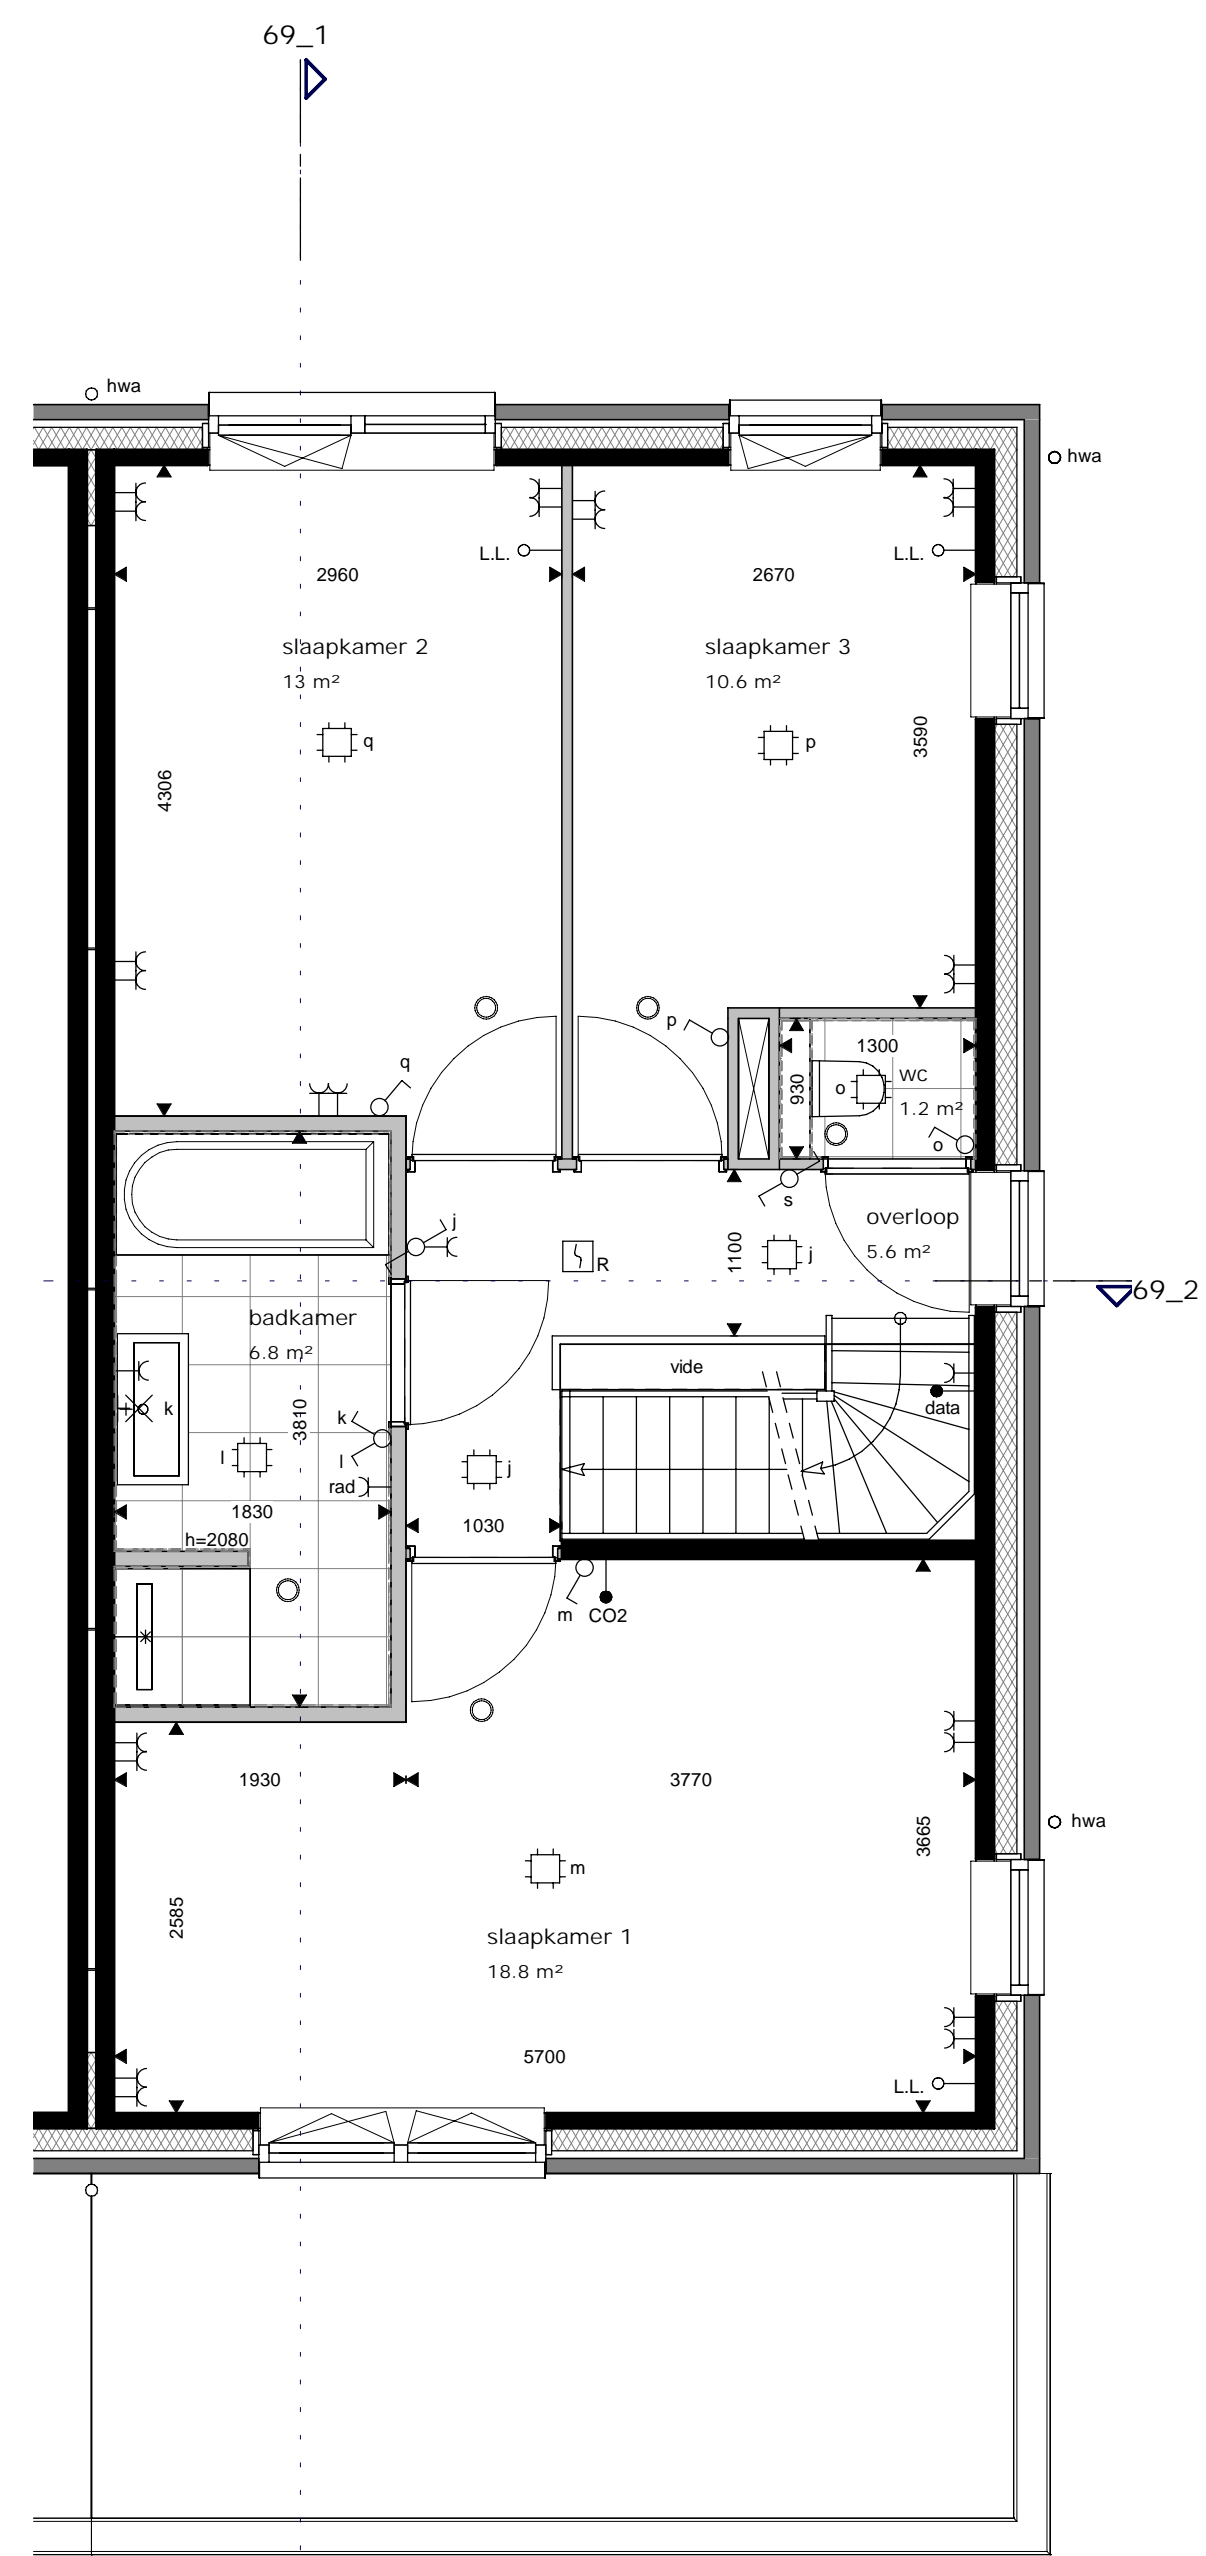 69_1
hwa
hwa
L.L.
L.L.
2960
2670
slaapkamer 2
13 m²
slaapkamer 3
10.6 m²
3590
q
p
4306
p
1300
q
930
o
WC
1.2 m²
o
s
j
overloop
5.6 m²
1100
j
R
69_2
badkamer
6.8 m²
vide
data
k
3810
k
l
l
j
rad
1830
1030
h=2080
m
CO2
1930
3770
hwa
3665
m
2585
slaapkamer 1
18.8 m²
5700
L.L.